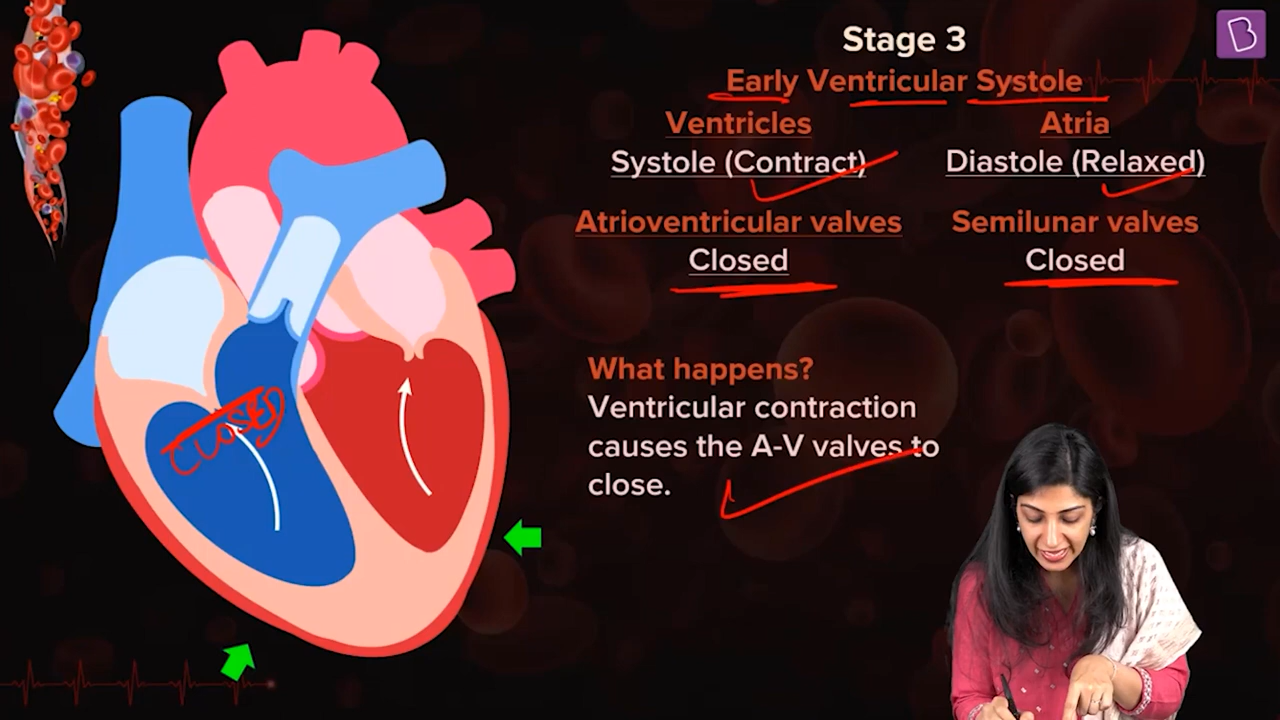 Stage 3
Early Ventricular Systole
Ventricles
Atria
Systole (Contract)
Diastole (Relaxed)
Atrioventricular valves
Semilunar valves
Closed
Closed
What happens?
Ventricular contraction
causes the A-V valves to
close.
CLOSED
B